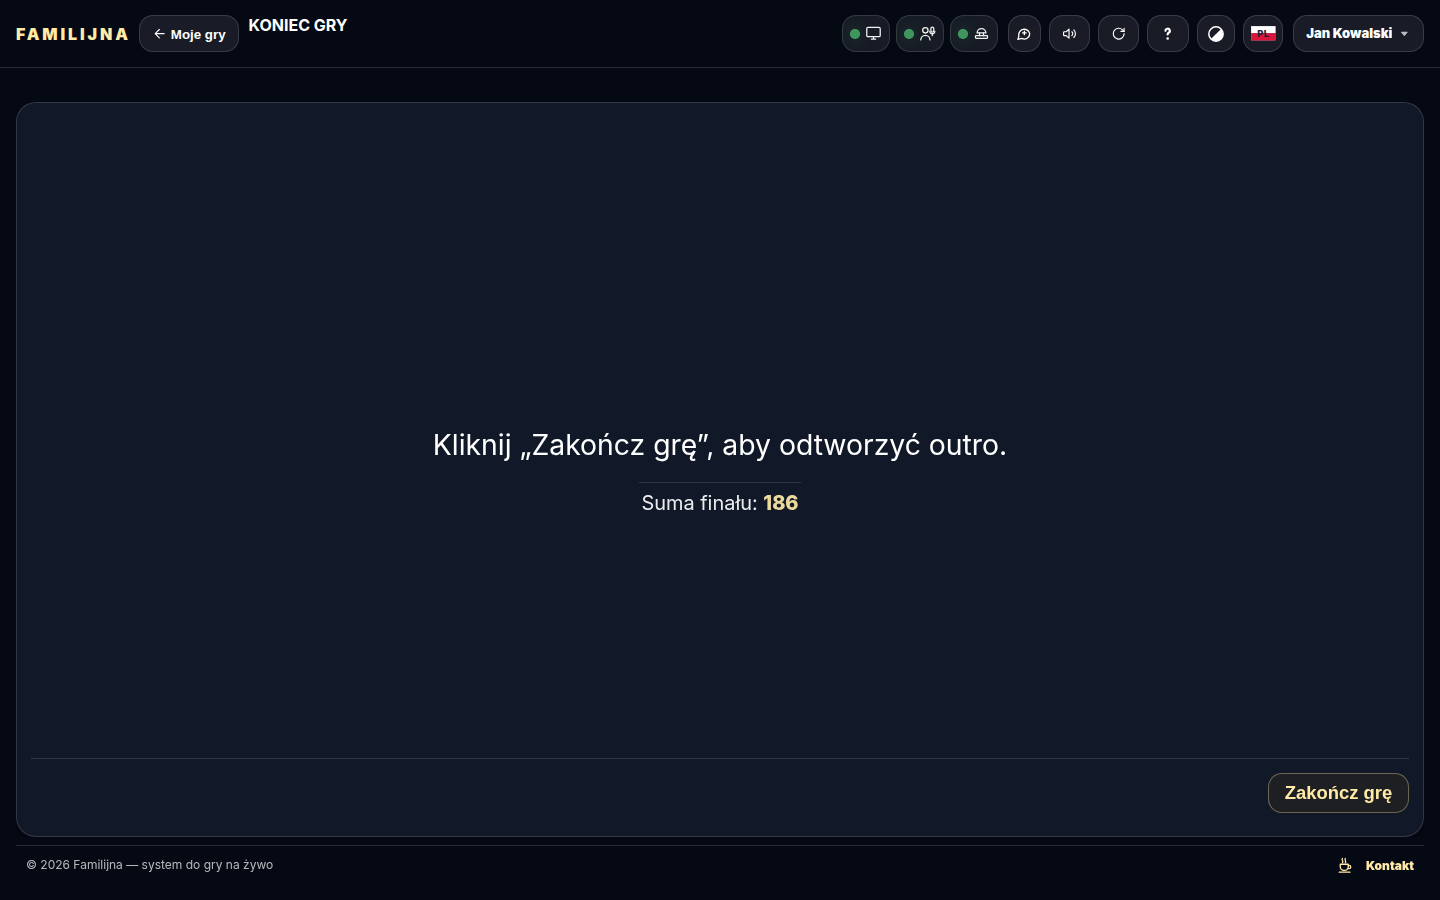 FAMILIJNA
← Moje gry
KONIEC GRY
?
PL
Jan Kowalski
Kliknij „Zakończ grę”, aby odtworzyć outro.
Suma finału: 186
Zakończ grę
© 2026 Familijna — system do gry na żywo
Kontakt